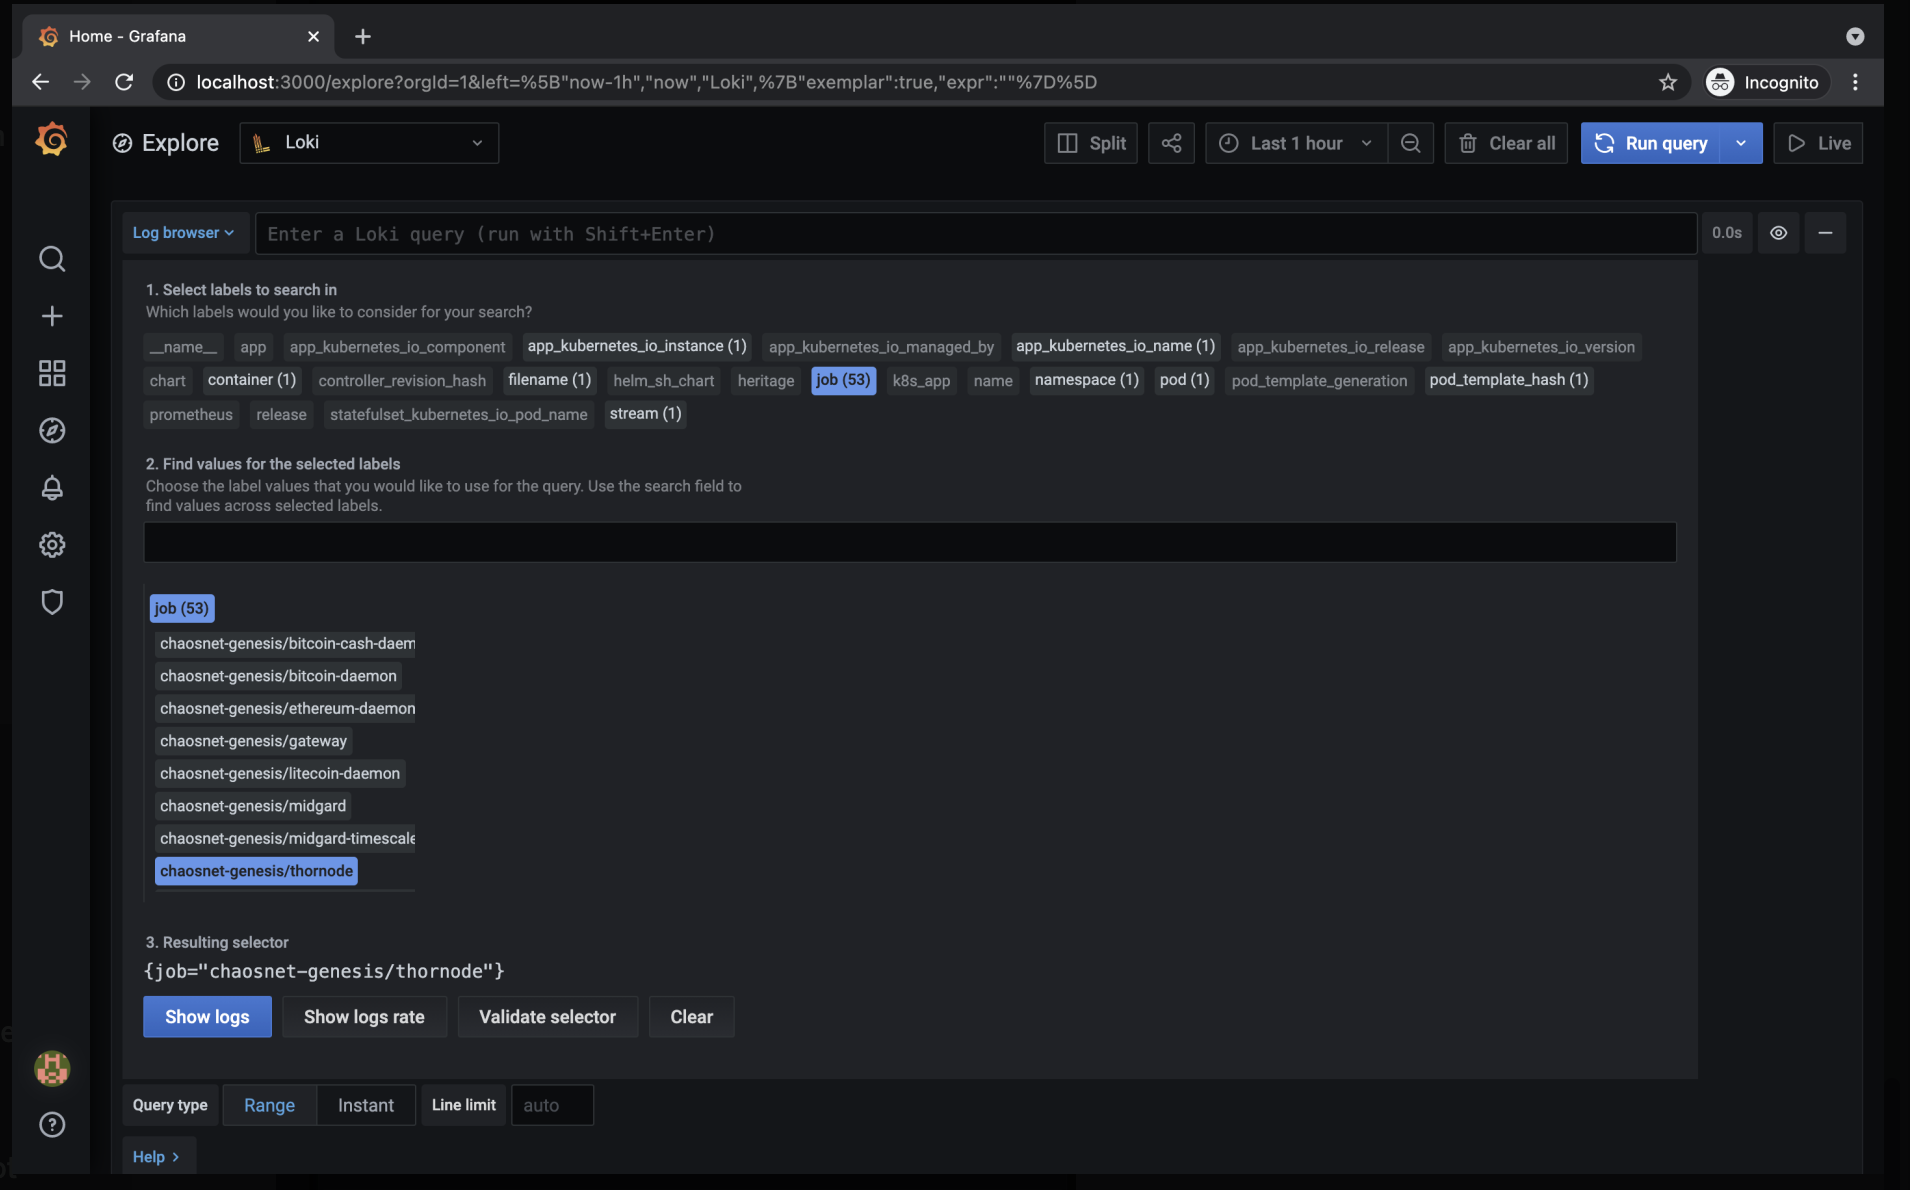 Home - Grafana
localhost:3000/explore?orgId=1&left=%5B"now-1h","now","Loki",%7B"exemplar":true,"expr":""%7D%5D
Incognito
Explore
Loki
Split
Last 1 hour
Clear all
Run query
Live
Log browser
Enter a Loki query (run with Shift+Enter)
0.0s
1. Select labels to search in
Which labels would you like to consider for your search?
__name__ app app_kubernetes_io_component app_kubernetes_io_instance (1) app_kubernetes_io_managed_by app_kubernetes_io_name (1) app_kubernetes_io_release app_kubernetes_io_version
chart container (1) controller_revision_hash filename (1) helm_sh_chart heritage job (53) k8s_app name namespace (1) pod (1) pod_template_generation pod_template_hash (1)
prometheus release statefulset_kubernetes_io_pod_name stream (1)
2. Find values for the selected labels
Choose the label values that you would like to use for the query. Use the search field to
find values across selected labels.
job (53)
chaosnet-genesis/bitcoin-cash-daem
chaosnet-genesis/bitcoin-daemon
chaosnet-genesis/ethereum-daemon
chaosnet-genesis/gateway
chaosnet-genesis/litecoin-daemon
chaosnet-genesis/midgard
chaosnet-genesis/midgard-timescale
chaosnet-genesis/thornode
3. Resulting selector
{job="chaosnet-genesis/thornode"}
Show logs
Show logs rate
Validate selector
Clear
Query type
Range
Instant
Line limit
auto
Help >